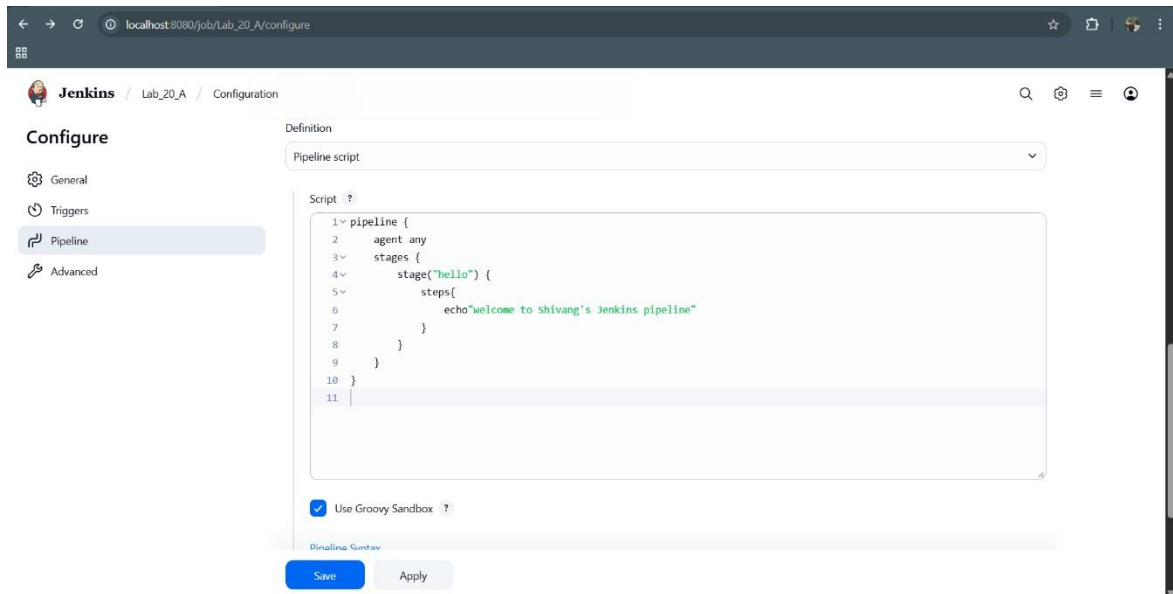 localhost:8080/job/Lab_20_A/configure
Jenkins / Lab_20_A / Configuration
Configure
General
Triggers
Pipeline
Advanced
Definition
Pipeline script
Script ?
1 pipeline {
2     agent any
3     stages {
4         stage("hello") {
5             steps{
6                 echo"welcome to Shivang's Jenkins pipeline"
7             }
8         }
9     }
10 }
11
Use Groovy Sandbox ?
Pipeline Syntax
Save Apply